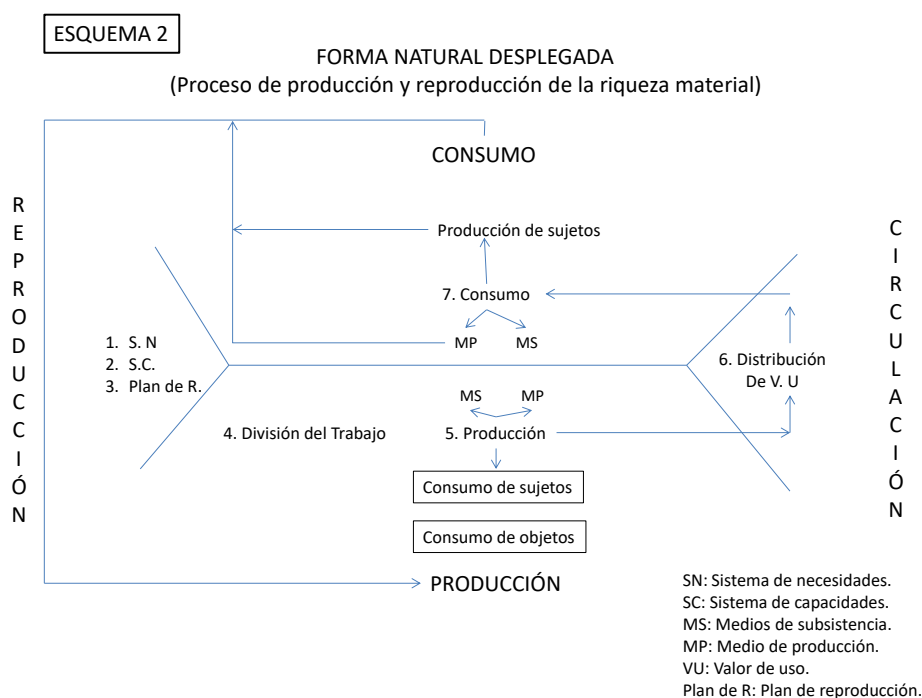 ESQUEMA 2
FORMA NATURAL DESPLEGADA
(Proceso de producción y reproducción de la riqueza material)
CONSUMO
REPRODUCCIÓN
Producción de sujetos
CIRCULACIÓN
7. Consumo
MP MS
1. S. N
2. S.C.
3. Plan de R.
6. Distribución
De V. U
MS MP
4. División del Trabajo
5. Producción
Consumo de sujetos
Consumo de objetos
PRODUCCIÓN
SN: Sistema de necesidades.
SC: Sistema de capacidades.
MS: Medios de subsistencia.
MP: Medio de producción.
VU: Valor de uso.
Plan de R: Plan de reproducción.